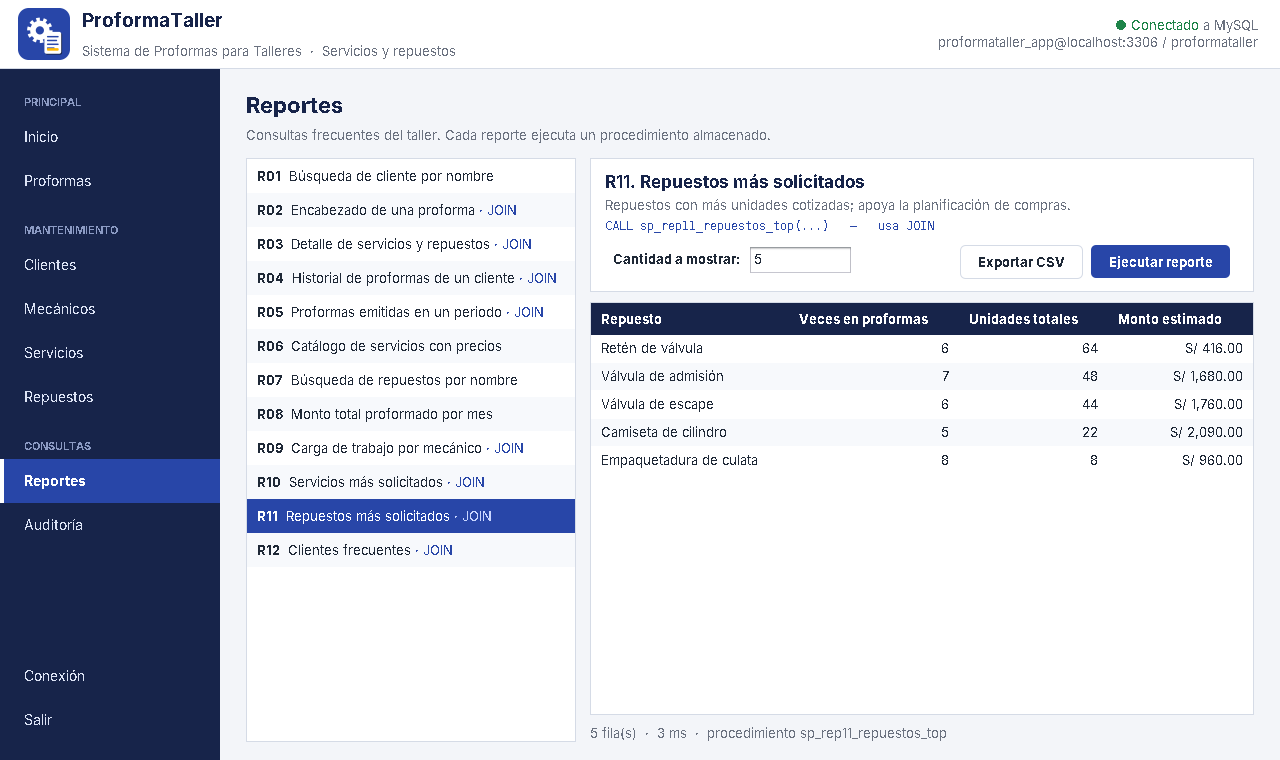 ProformaTaller
Sistema de Proformas para Talleres · Servicios y repuestos
Conectado a MySQL
proformataller_app@localhost:3306 / proformataller
PRINCIPAL
Inicio
Proformas
MANTENIMIENTO
Clientes
Mecánicos
Servicios
Repuestos
CONSULTAS
Reportes
Auditoría
Conexión
Salir
Reportes
Consultas frecuentes del taller. Cada reporte ejecuta un procedimiento almacenado.
R01 Búsqueda de cliente por nombre
R02 Encabezado de una proforma · JOIN
R03 Detalle de servicios y repuestos · JOIN
R04 Historial de proformas de un cliente · JOIN
R05 Proformas emitidas en un periodo · JOIN
R06 Catálogo de servicios con precios
R07 Búsqueda de repuestos por nombre
R08 Monto total proformado por mes
R09 Carga de trabajo por mecánico · JOIN
R10 Servicios más solicitados · JOIN
R11 Repuestos más solicitados · JOIN
R12 Clientes frecuentes · JOIN
R11. Repuestos más solicitados
Repuestos con más unidades cotizadas; apoya la planificación de compras.
CALL sp_rep11_repuestos_top(...) — usa JOIN
Cantidad a mostrar: 5 Exportar CSV Ejecutar reporte
Repuesto Veces en proformas Unidades totales Monto estimado
Retén de válvula 6 64 S/ 416.00
Válvula de admisión 7 48 S/ 1,680.00
Válvula de escape 6 44 S/ 1,760.00
Camiseta de cilindro 5 22 S/ 2,090.00
Empaquetadura de culata 8 8 S/ 960.00
5 fila(s) · 3 ms · procedimiento sp_rep11_repuestos_top